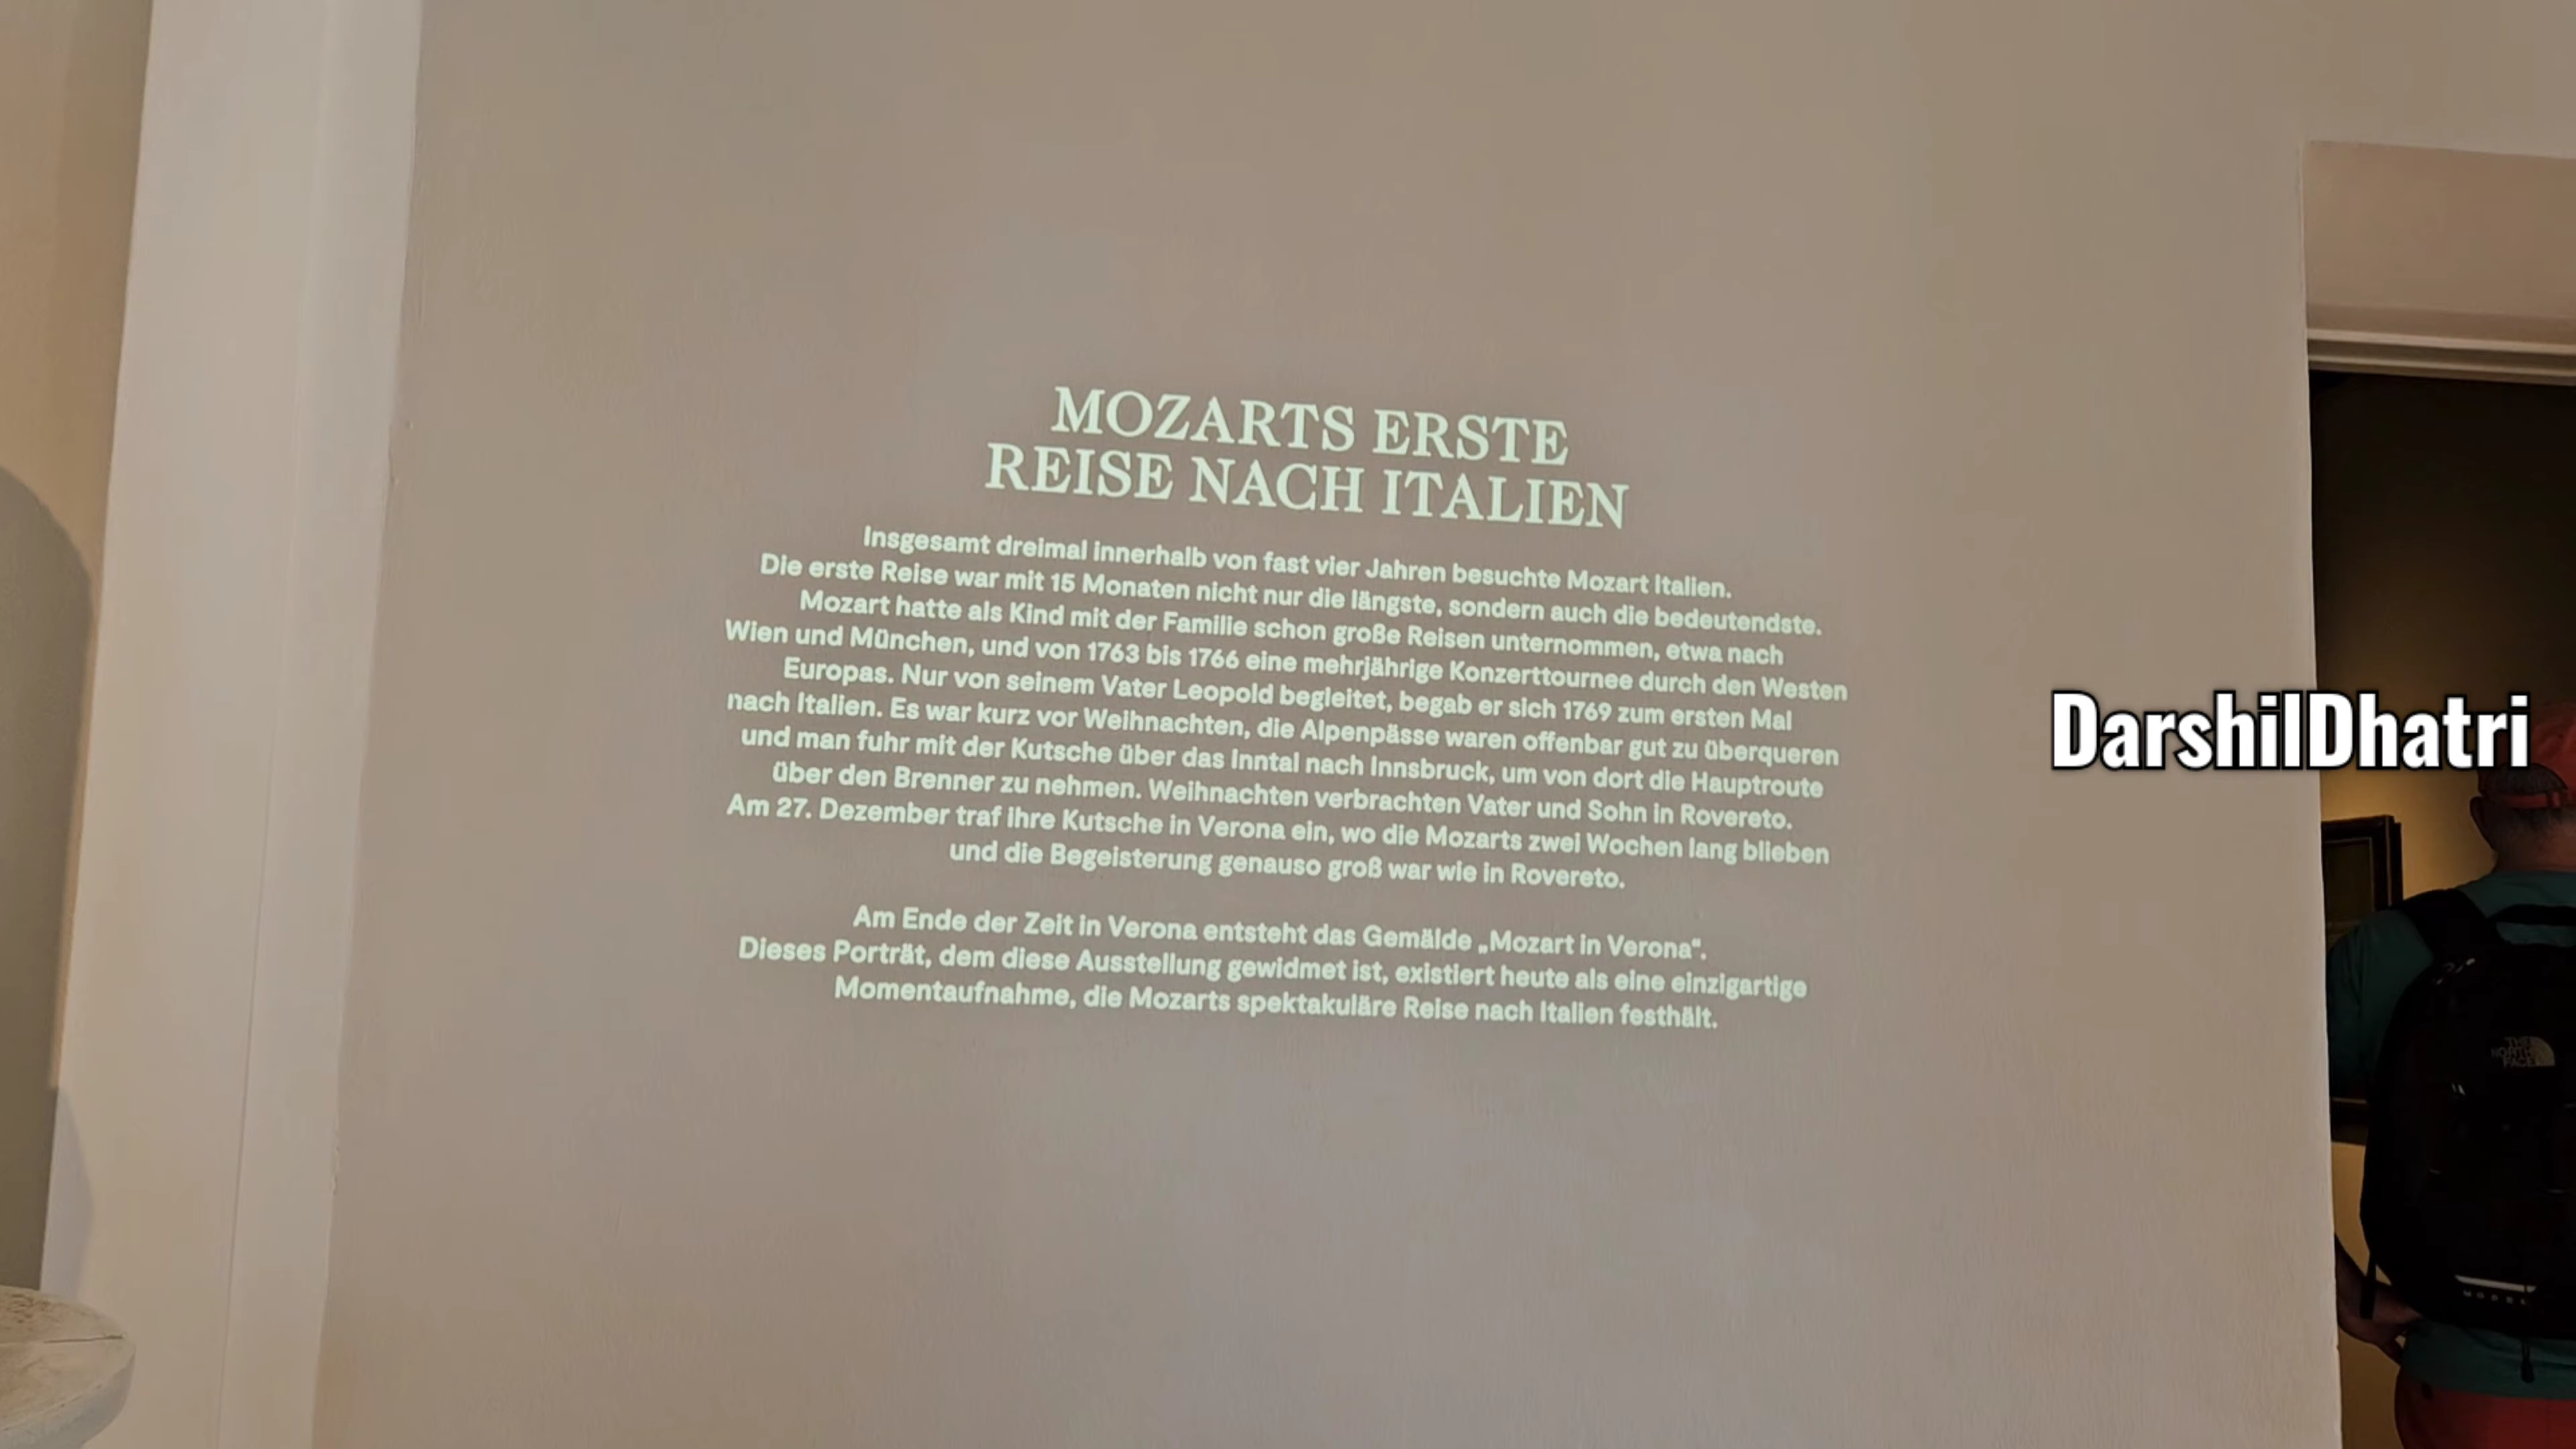 MOZARTS ERSTE
REISE NACH ITALIEN
Insgesamt dreimal innerhalb von fast vier Jahren besuchte Mozart Italien.
Die erste Reise war mit 15 Monaten nicht nur die längste, sondern auch die bedeutendste.
Mozart hatte als Kind mit der Familie schon große Reisen unternommen, etwa nach
Wien und München, und von 1763 bis 1766 eine mehrjährige Konzerttournee durch den Westen
Europas. Nur von seinem Vater Leopold begleitet, begab er sich 1769 zum ersten Mal
nach Italien. Es war kurz vor Weihnachten, die Alpenpässe waren offenbar gut zu überqueren
und man fuhr mit der Kutsche über das Inntal nach Innsbruck, um von dort die Hauptroute
über den Brenner zu nehmen. Weihnachten verbrachten Vater und Sohn in Rovereto.
Am 27. Dezember traf ihre Kutsche in Verona ein, wo die Mozarts zwei Wochen lang blieben
und die Begeisterung genauso groß war wie in Rovereto.
Am Ende der Zeit in Verona entsteht das Gemälde „Mozart in Verona“.
Dieses Porträt, dem diese Ausstellung gewidmet ist, existiert heute als eine einzigartige
Momentaufnahme, die Mozarts spektakuläre Reise nach Italien festhält.
DarshilDhatri
THE
NORTH
FACE